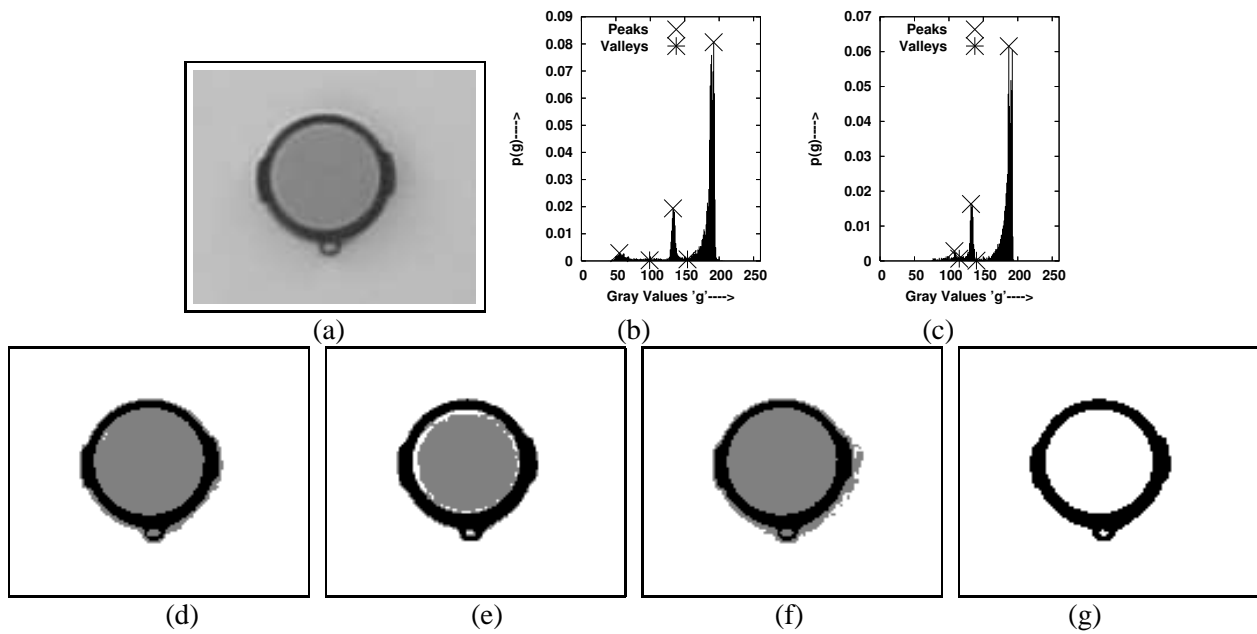 0.09
0.08
0.07
0.06
0.05
0.04
0.03
0.02
0.01
0
p(g)---->
Peaks
Valleys
0 50 100 150 200 250
Gray Values 'g'---->
0.07
0.06
0.05
0.04
0.03
0.02
0.01
0
p(g)---->
Peaks
Valleys
0 50 100 150 200 250
Gray Values 'g'---->
(a) (b) (c)
(d) (e) (f) (g)